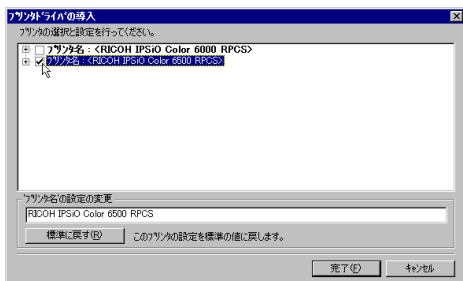 プリンタドライバの導入
プリンタの選択と設定を行ってください。
プリンタ名 : <RICOH IPSiO Color 6000 RPCS>
プリンタ名 : <RICOH IPSiO Color 6500 RPCS>
'プリンタ名'の設定の変更
RICOH IPSiO Color 6500 RPCS
標準に戻す(R)
このプリンタの設定を標準の値に戻します。
完了(F)
キャンセル